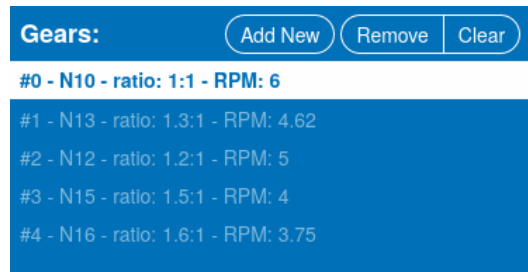 Gears: Add New Remove Clear
#0 - N10 - ratio: 1:1 - RPM: 6
#1 - N13 - ratio: 1.3:1 - RPM: 4.62
#2 - N12 - ratio: 1.2:1 - RPM: 5
#3 - N15 - ratio: 1.5:1 - RPM: 4
#4 - N16 - ratio: 1.6:1 - RPM: 3.75